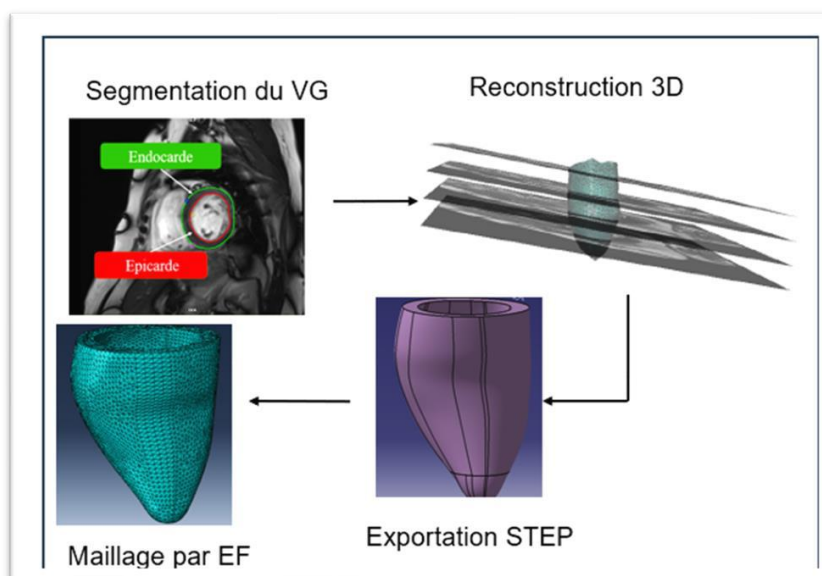 Segmentation du VG
Reconstruction 3D
Endocarde
Epicarde
Exportation STEP
Maillage par EF